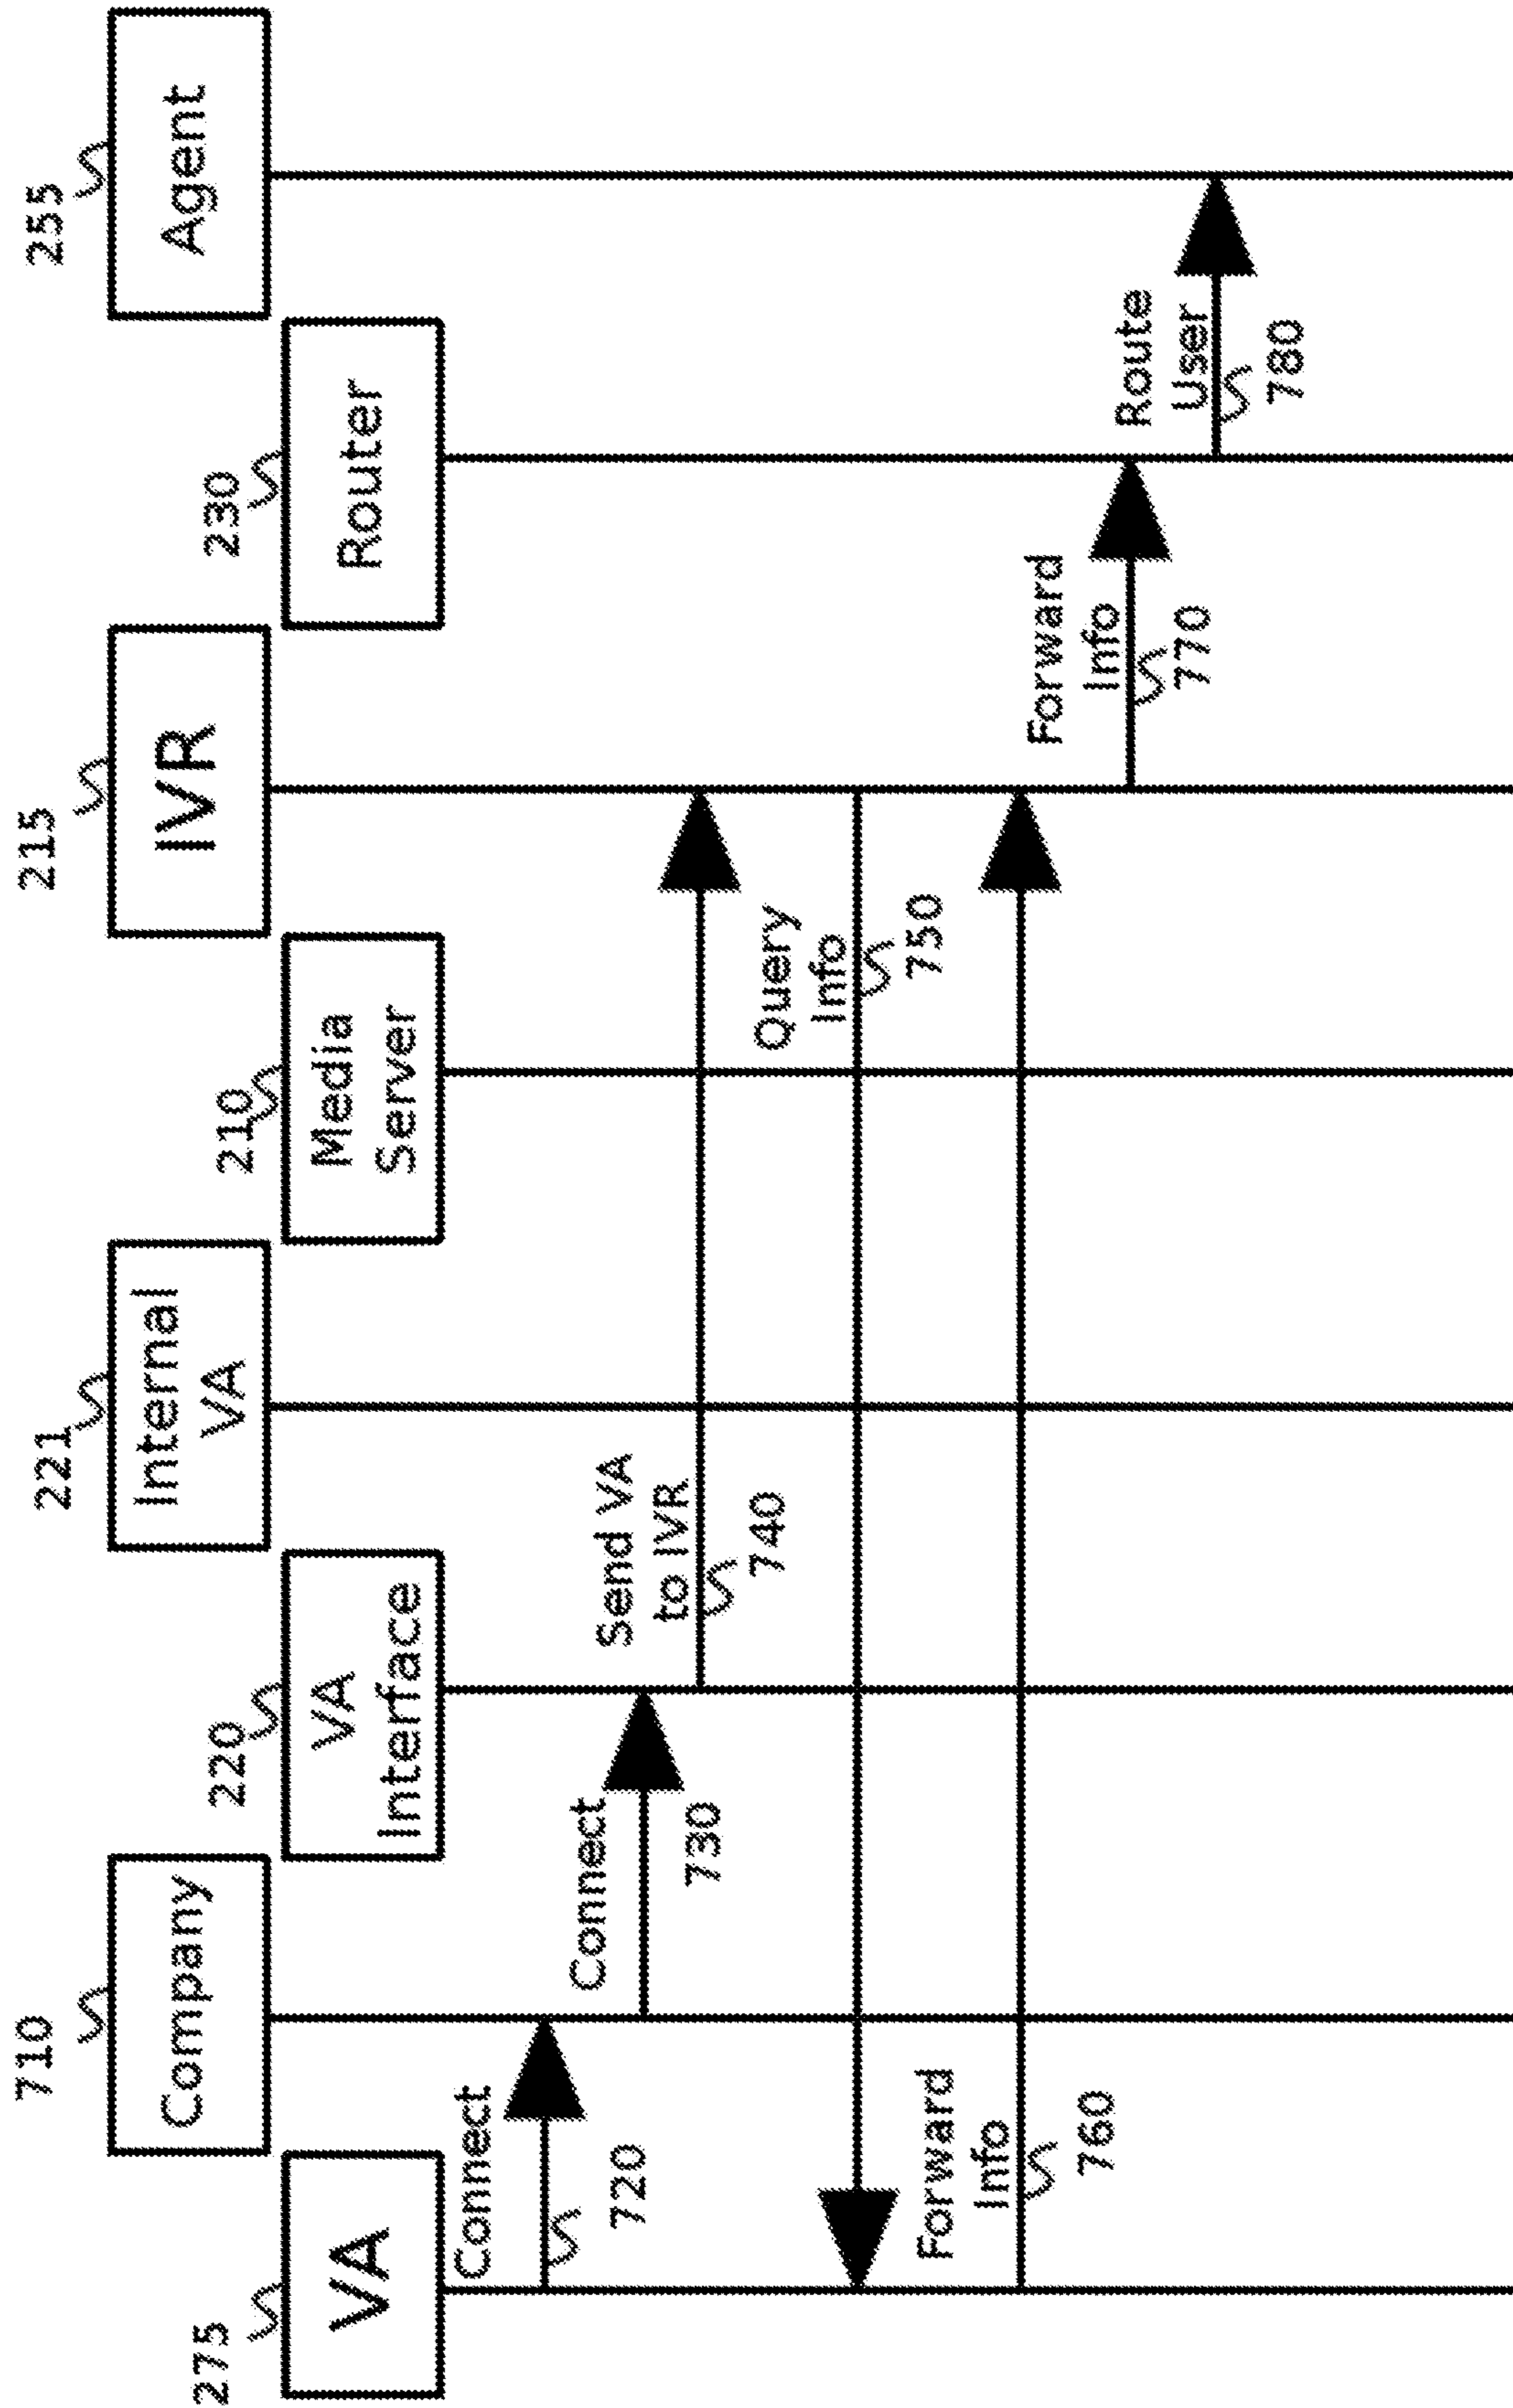 275
VA
710
Company
220
VA
Interface
221
Internal
VA
210
Media
Server
215
IVR
230
Router
255
Agent
Connect
720
Connect
730
Send VA
to IVR
740
Query
Info
750
Forward
Info
760
Forward
Info
770
Route
User
780